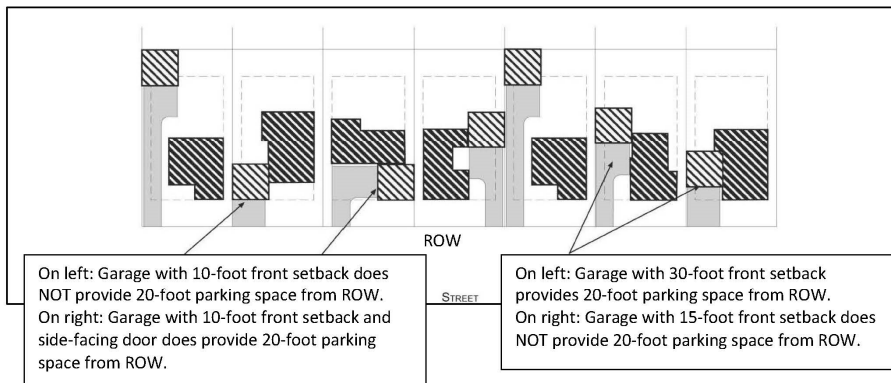 ROW
On left: Garage with 10-foot front setback does
NOT provide 20-foot parking space from ROW.
On right: Garage with 10-foot front setback and
side-facing door does provide 20-foot parking
space from ROW.
STREET
On left: Garage with 30-foot front setback
provides 20-foot parking space from ROW.
On right: Garage with 15-foot front setback does
NOT provide 20-foot parking space from ROW.